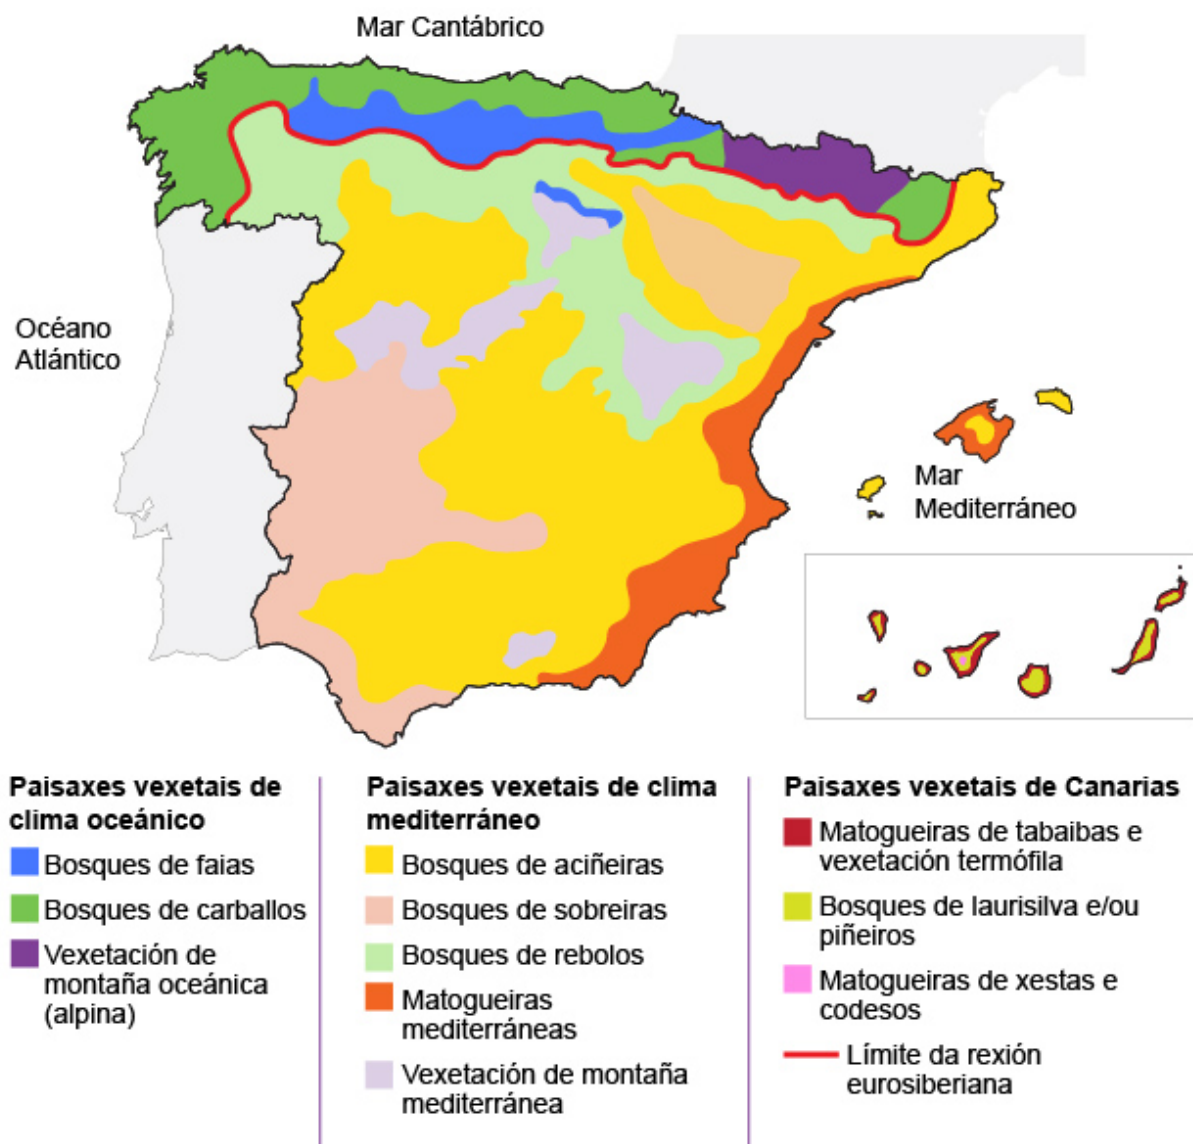 Mar Cantábrico
Océano
Atlántico
Mar
Mediterráneo
Paisaxes vexetais de
clima oceánico
Bosques de faias
Bosques de carballos
Vexetación de
montaña oceánica
(alpina)
Paisaxes vexetais de clima
mediterráneo
Bosques de aciñeiras
Bosques de sobreiras
Bosques de rebolos
Matogueiras
mediterráneas
Vexetación de montaña
mediterránea
Paisaxes vexetais de Canarias
Matogueiras de tabaibas e
vexetación termófila
Bosques de laurisilva e/ou
piñeiros
Matogueiras de xestas e
codesos
Límite da rexión
eurosiberiana